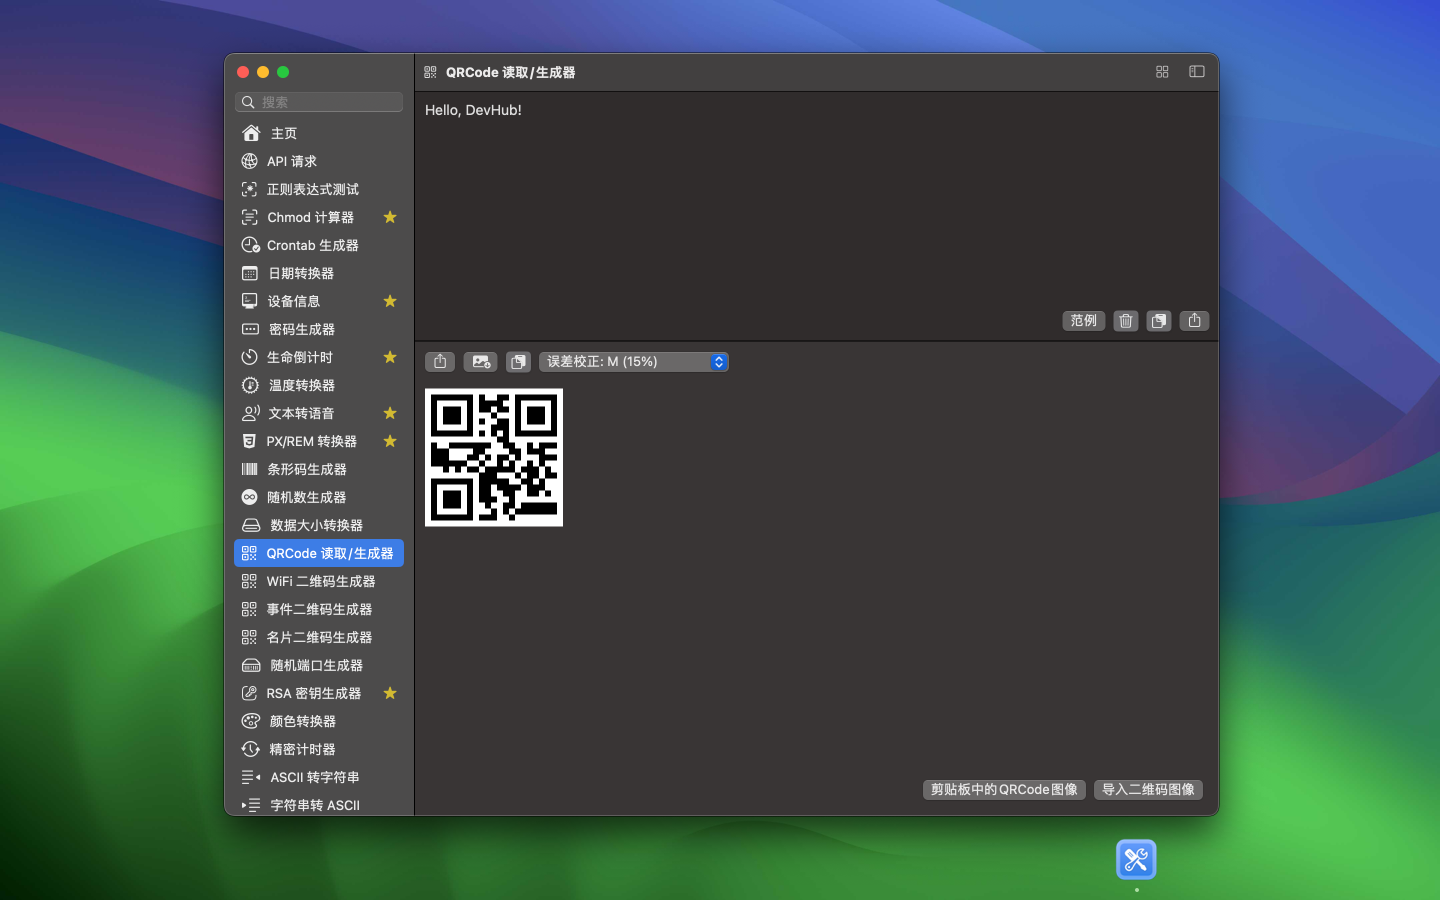 QRCode 读取/生成器
搜索
主页
API 请求
正则表达式测试
Chmod 计算器
Crontab 生成器
日期转换器
设备信息
密码生成器
生命倒计时
温度转换器
文本转语音
PX/REM 转换器
条形码生成器
随机数生成器
数据大小转换器
QRCode 读取/生成器
WiFi 二维码生成器
事件二维码生成器
名片二维码生成器
随机端口生成器
RSA 密钥生成器
颜色转换器
精密计时器
ASCII 转字符串
字符串转 ASCII
Hello, DevHub!
范例
误差校正: M (15%)
剪贴板中的QRCode图像
导入二维码图像